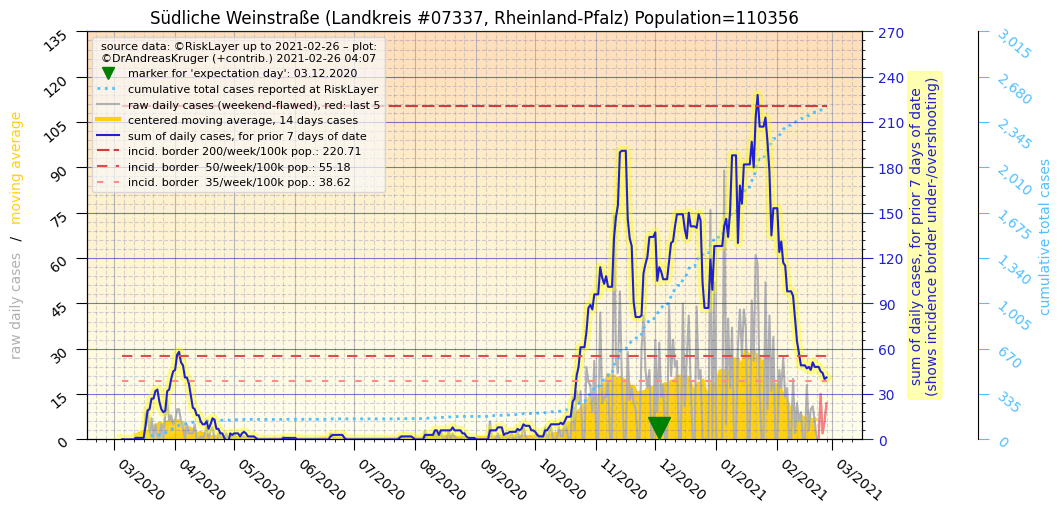 Südliche Weinstraße (Landkreis #07337, Rheinland-Pfalz) Population=110356
source data: ©RiskLayer up to 2021-02-26 – plot:
©DrAndreasKruger (+contrib.) 2021-02-26 04:07
marker for 'expectation day': 03.12.2020
cumulative total cases reported at RiskLayer
raw daily cases (weekend-flawed), red: last 5
centered moving average, 14 days cases
sum of daily cases, for prior 7 days of date
incid. border 200/week/100k pop.: 220.71
incid. border  50/week/100k pop.: 55.18
incid. border  35/week/100k pop.: 38.62
raw daily cases / moving average
135
120
105
90
75
60
45
30
15
0
03/2020
04/2020
05/2020
06/2020
07/2020
08/2020
09/2020
10/2020
11/2020
12/2020
01/2021
02/2021
03/2021
270
240
210
180
150
120
90
60
30
0
sum of daily cases, for prior 7 days of date
(shows incidence border under-/overshooting)
3,015
2,680
2,345
2,010
1,675
1,340
1,005
670
335
0
cumulative total cases